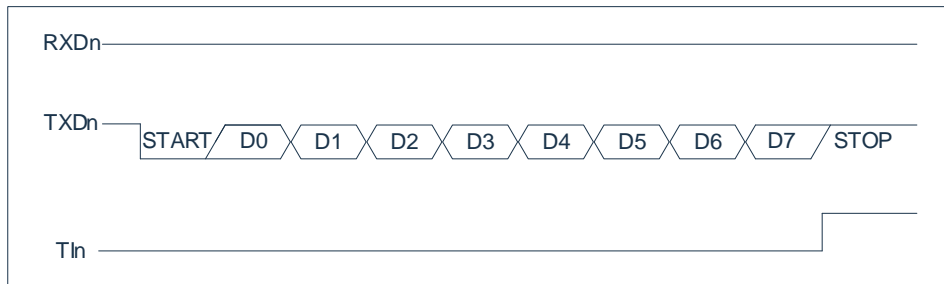 RXDn
TXDn
START D0 D1 D2 D3 D4 D5 D6 D7 STOP
TIn